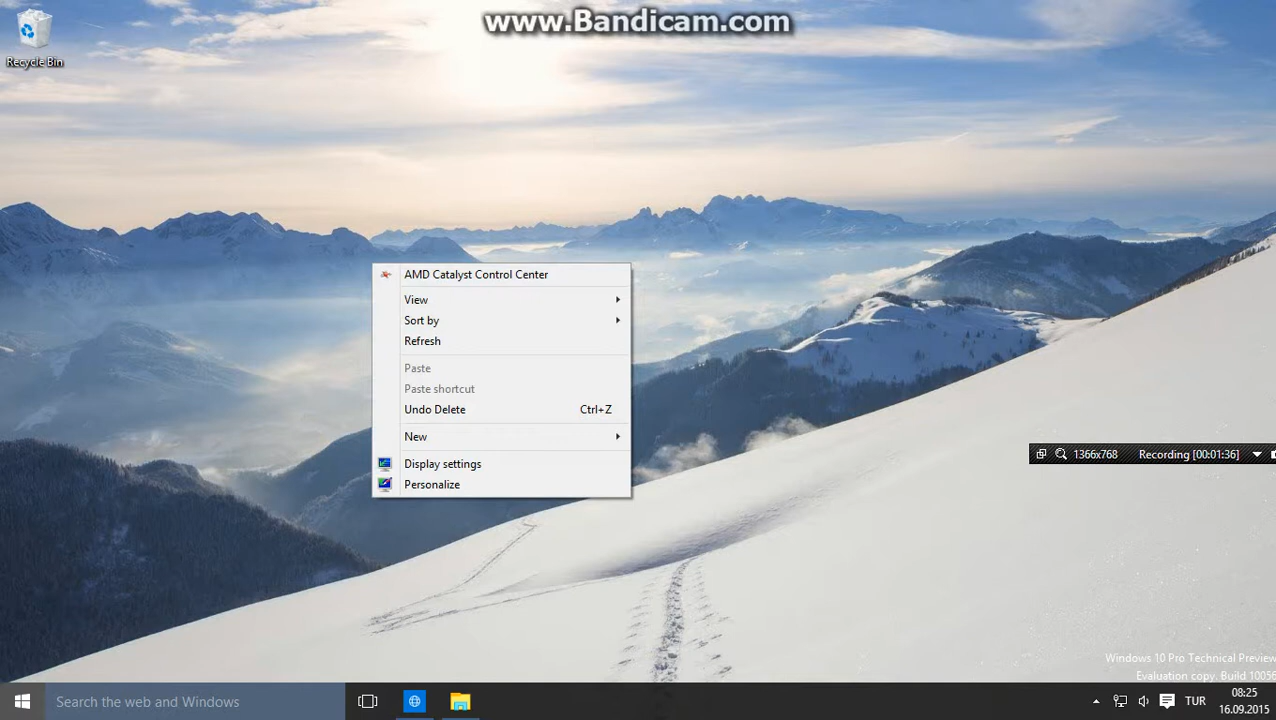 www.Bandicam.com
Recycle Bin
AMD Catalyst Control Center
View
Sort by
Refresh
Paste
Paste shortcut
Undo Delete Ctrl+Z
New
Display settings
Personalize
1366x768 Recording [00:01:36]
Windows 10 Pro Technical Preview
Evaluation copy. Build 10056
Search the web and Windows
TUR
08:25
16.09.2015